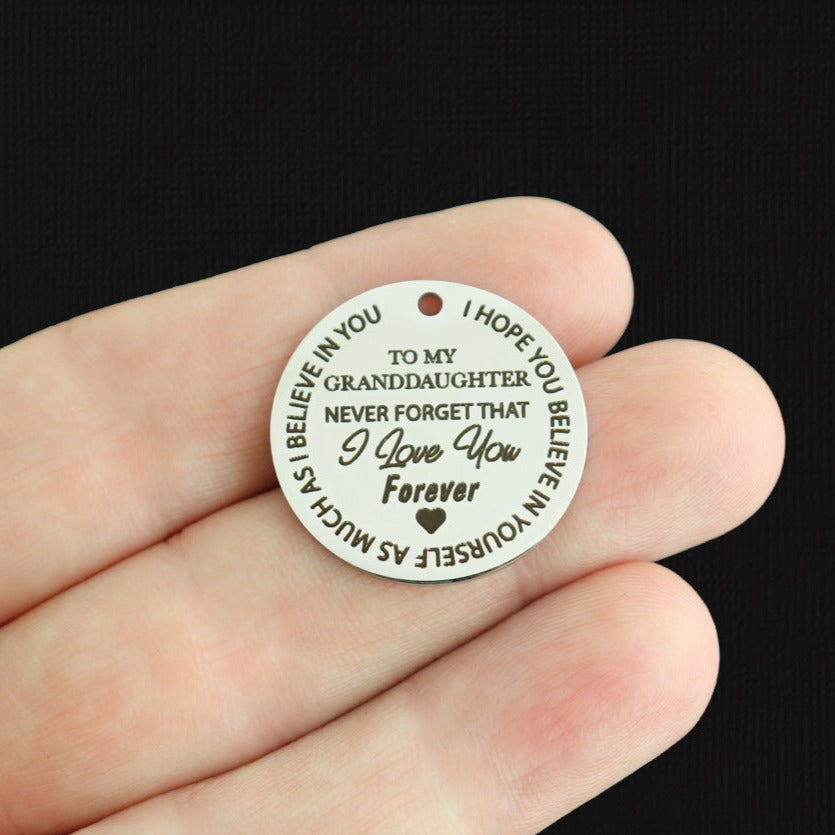 I HOPE YOU BELIEVE IN YOURSELF AS MUCH AS I BELIEVE IN YOU
TO MY
GRANDDAUGHTER
NEVER FORGET THAT
I Love You
Forever